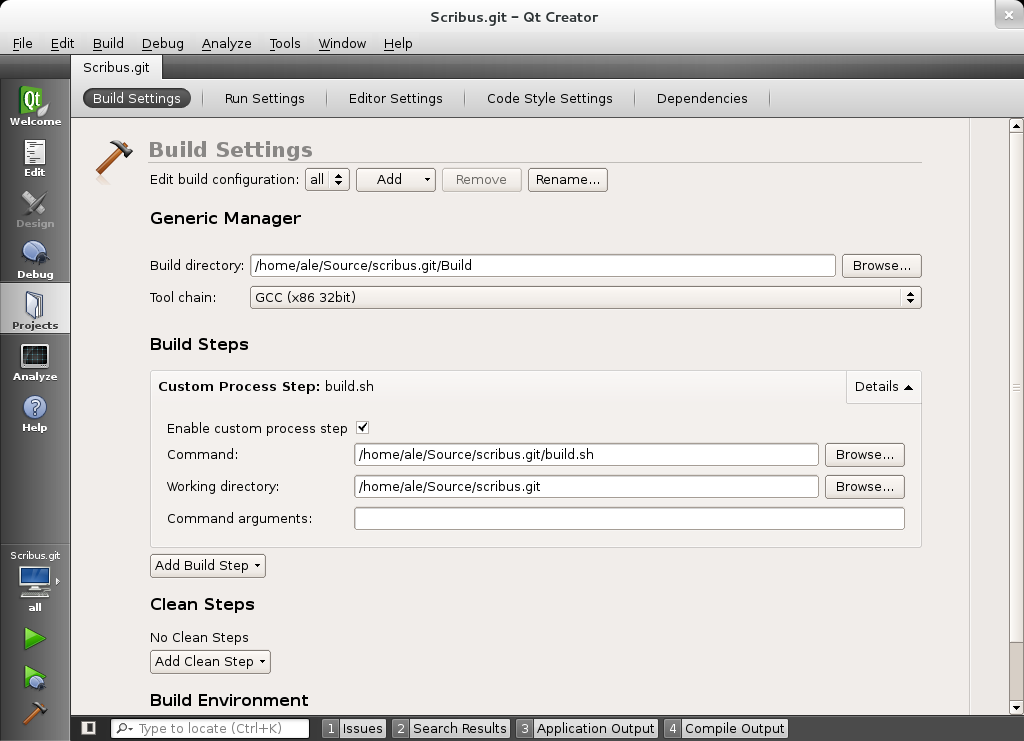 Scribus.git – Qt Creator
File Edit Build Debug Analyze Tools Window Help
Scribus.git
Build Settings Run Settings Editor Settings Code Style Settings Dependencies
Qt
Welcome
Edit
Design
Debug
Projects
Analyze
Help
Scribus.git
all
Build Settings
Edit build configuration: all Add Remove Rename...
Generic Manager
Build directory: /home/ale/Source/scribus.git/Build Browse...
Tool chain: GCC (x86 32bit)
Build Steps
Custom Process Step: build.sh Details
Enable custom process step
Command: /home/ale/Source/scribus.git/build.sh Browse...
Working directory: /home/ale/Source/scribus.git Browse...
Command arguments:
Add Build Step
Clean Steps
No Clean Steps
Add Clean Step
Build Environment
Type to locate (Ctrl+K) 1 Issues 2 Search Results 3 Application Output 4 Compile Output